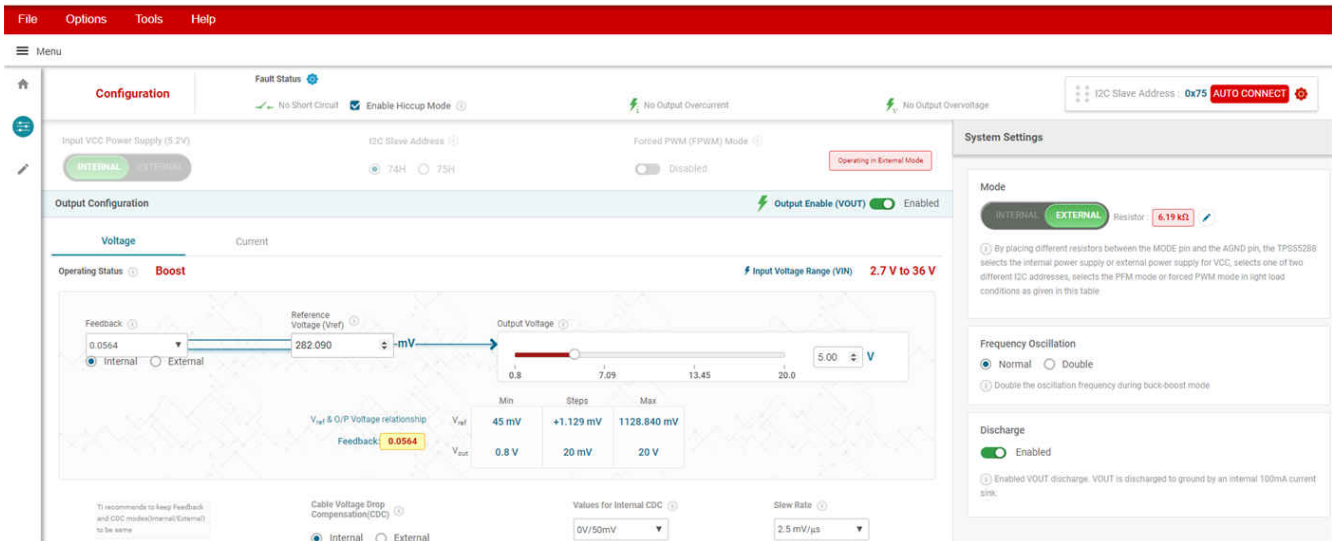 File Options Tools Help
Menu
Configuration
Fault Status
No Short Circuit Enable Hiccup Mode
No Output Overcurrent
No Output Overvoltage
I2C Slave Address : 0x75 AUTO CONNECT
Input VCC Power Supply (5.2V)
INTERNAL EXTERNAL
I2C Slave Address
74H 75H
Forced PWM (FPWM) Mode
Disabled
Operating in External Mode
Output Configuration
Output Enable (VOUT) Enabled
Voltage Current
Operating Status Boost
Input Voltage Range (VIN) 2.7 V to 36 V
Feedback
0.0564
Internal External
Reference
Voltage (Vref)
282.090 mV
Output Voltage
5.00 V
0.8 7.09 13.45 20.0
Min Steps Max
Vref & O/P Voltage relationship Vref 45 mV +1.129 mV 1128.840 mV
Feedback: 0.0564
Vout 0.8 V 20 mV 20 V
TI recommends to keep Feedback
and CDC modes(Internal/External)
to be same
Cable Voltage Drop
Compensation(CDC)
Internal External
Values for Internal CDC
0V/50mV
Slew Rate
2.5 mV/μs
System Settings
Mode
INTERNAL EXTERNAL Resistor : 6.19 kΩ
By placing different resistors between the MODE pin and the AGND pin, the TPS55288
selects the internal power supply or external power supply for VCC, selects one of two
different I2C addresses, selects the PFM mode or forced PWM mode in light load
conditions as given in this table
Frequency Oscillation
Normal Double
Double the oscillation frequency during buck-boost mode
Discharge
Enabled
Enabled VOUT discharge. VOUT is discharged to ground by an internal 100mA current
sink.